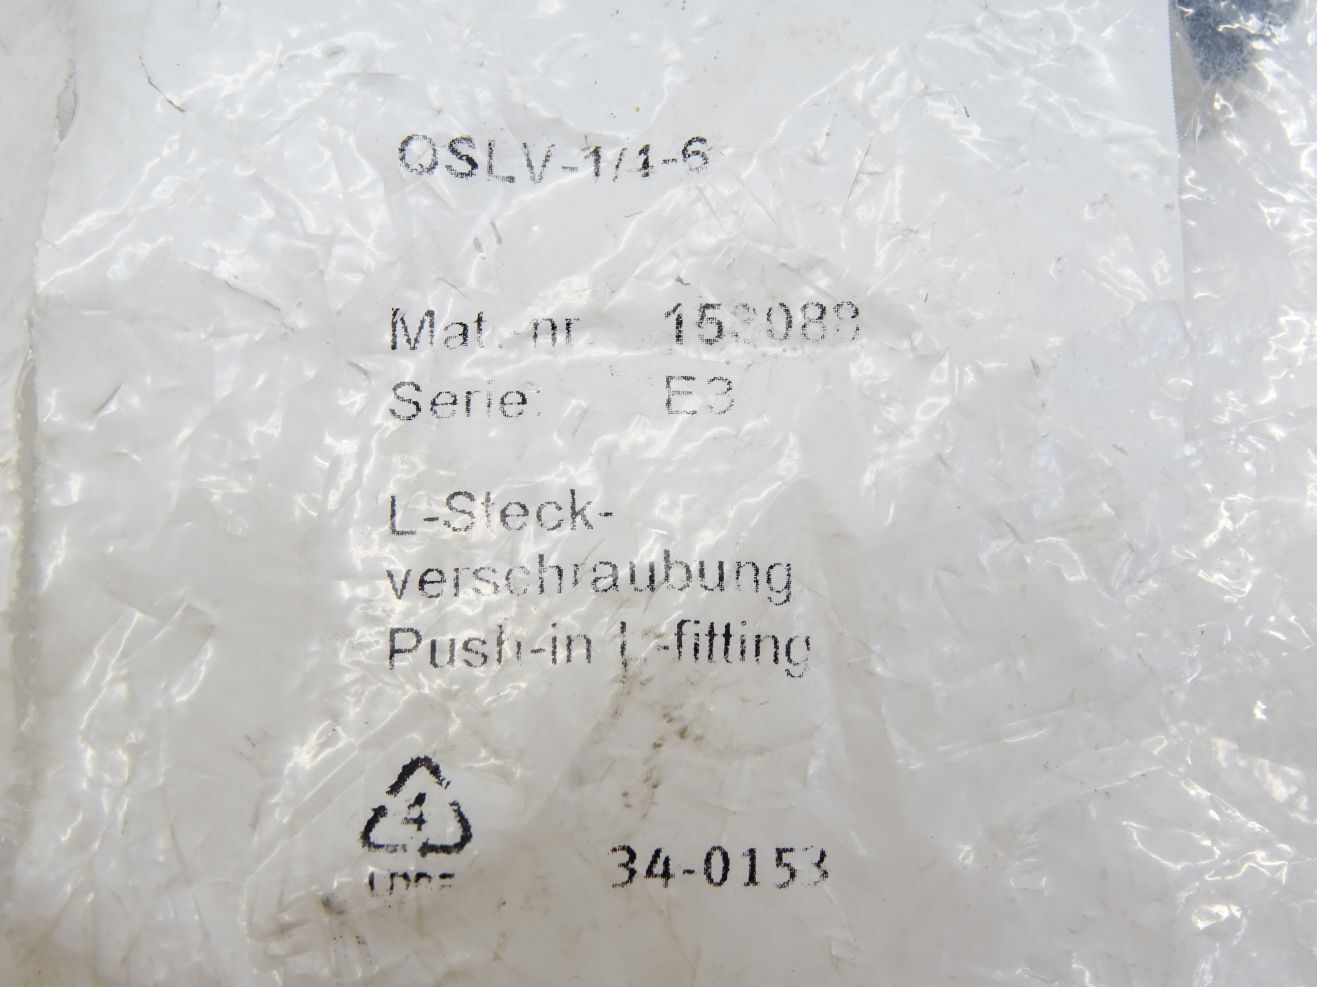 QSLV-1/4-6
Mat.-nr. 153088
Serie: E3
L-Steck-
verschraubung
Push-in L-fitting
4
LDPE
34-0153